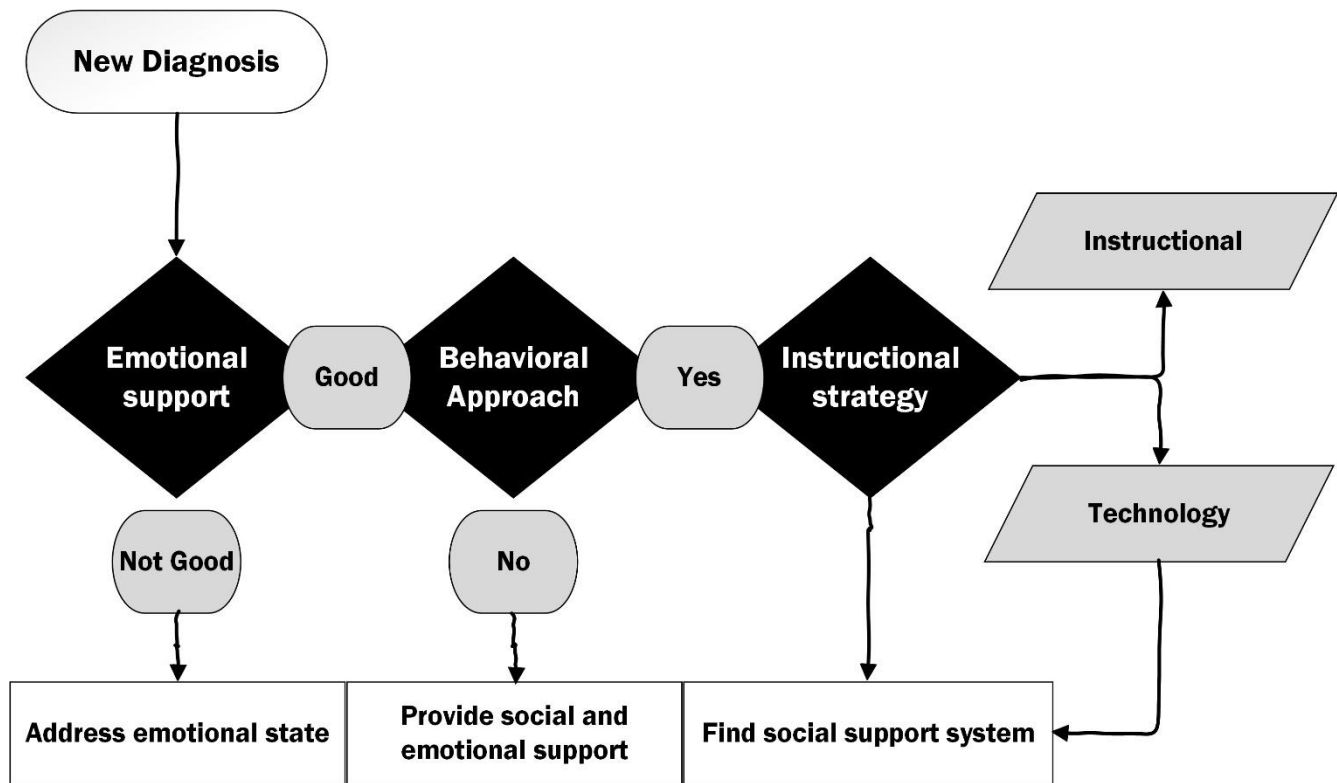 New Diagnosis
Instructional
Emotional
support
Good
Behavioral
Approach
Yes
Instructional
strategy
Technology
Not Good
No
Address emotional state
Provide social and
emotional support
Find social support system